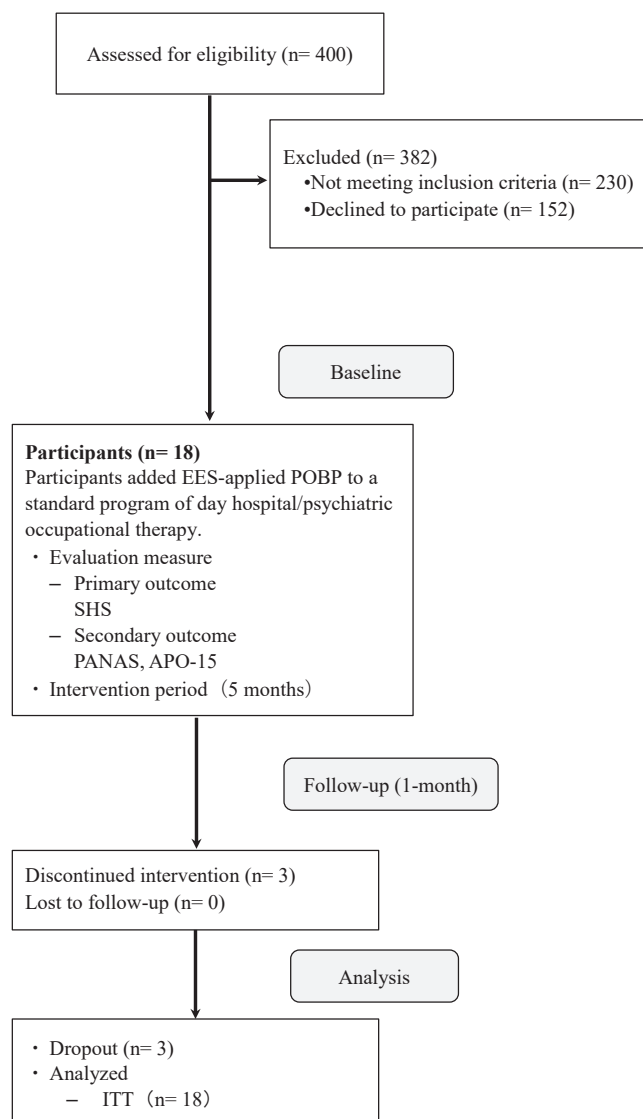 Assessed for eligibility (n= 400)
Excluded (n= 382)
•Not meeting inclusion criteria (n= 230)
•Declined to participate (n= 152)
Baseline
Participants (n= 18)
Participants added EES-applied POBP to a
standard program of day hospital/psychiatric
occupational therapy.
・ Evaluation measure
– Primary outcome
SHS
– Secondary outcome
PANAS, APO-15
・ Intervention period（5 months）
Follow-up (1-month)
Discontinued intervention (n= 3)
Lost to follow-up (n= 0)
Analysis
・ Dropout (n= 3)
・ Analyzed
– ITT（n= 18）